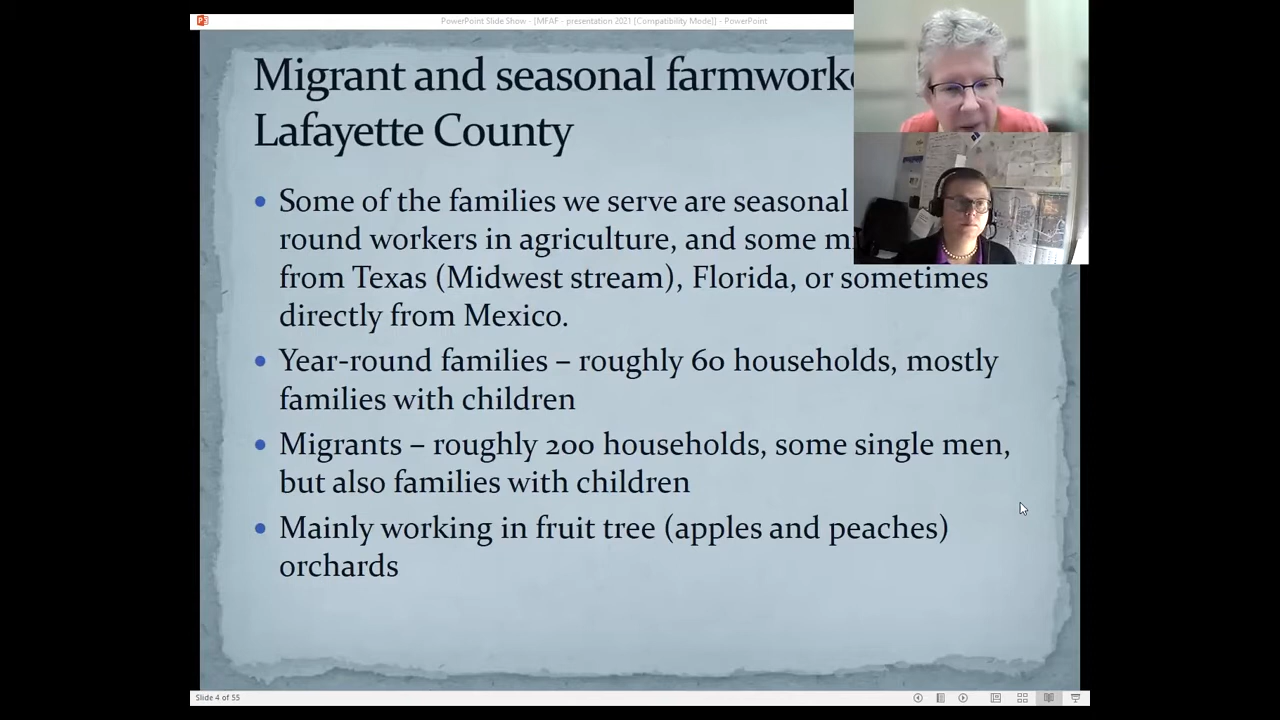 PowerPoint Slide Show - [MFAF - presentation 2021 [Compatibility Mode]] - PowerPoint
Migrant and seasonal
Lafayette County
• Some of the families we serve are seasonal
round workers in agriculture, and some
from Texas (Midwest stream), Florida, or sometimes
directly from Mexico.
• Year-round families – roughly 60 households, mostly
families with children
• Migrants – roughly 200 households, some single men,
but also families with children
• Mainly working in fruit tree (apples and peaches)
orchards
Slide 4 of 55